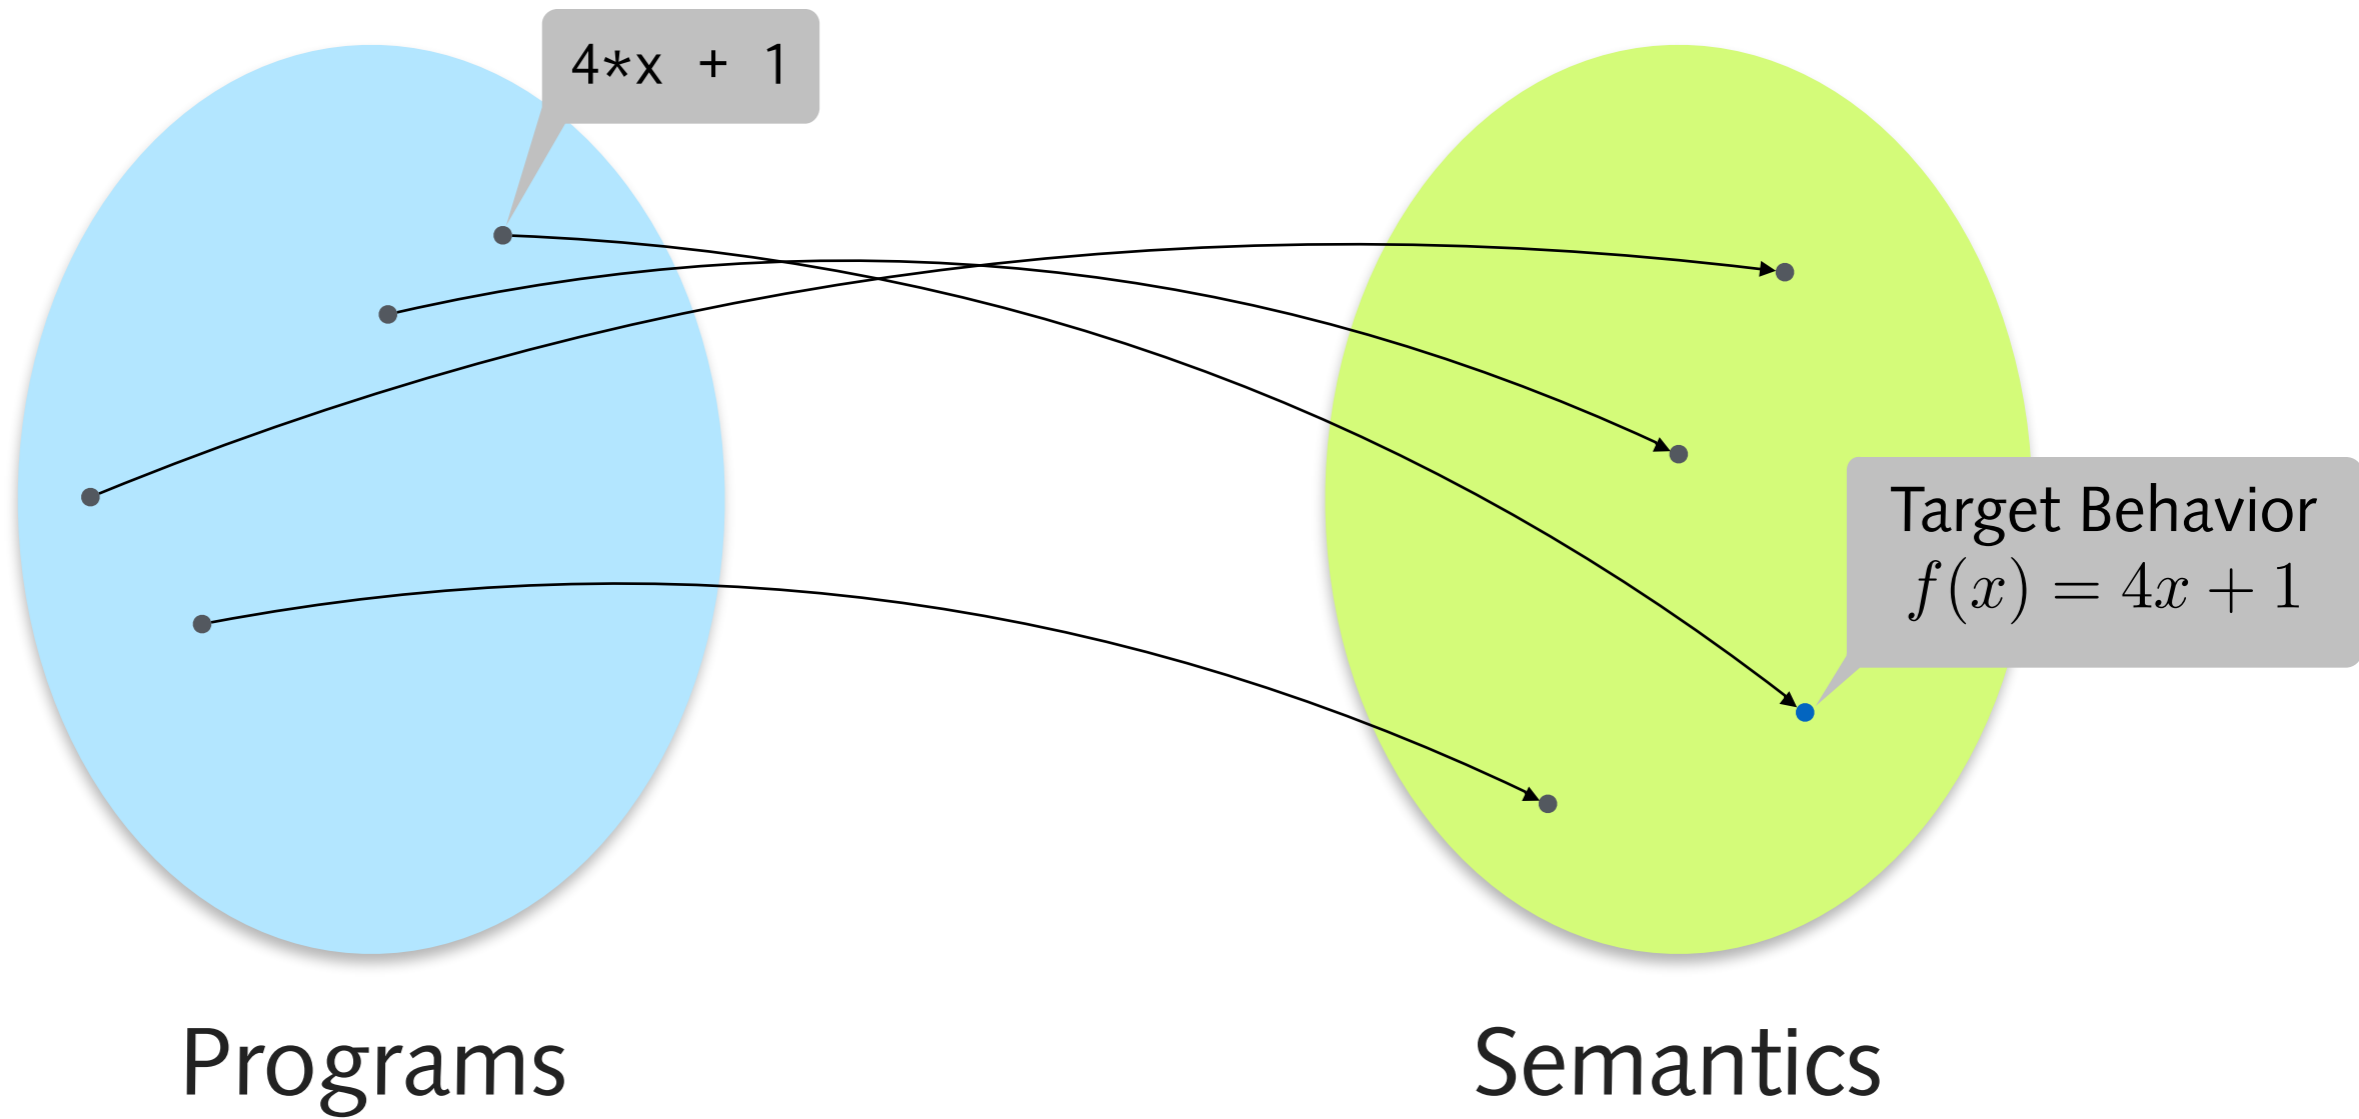 4*x + 1
Target Behavior
f(x) = 4x + 1
Programs
Semantics